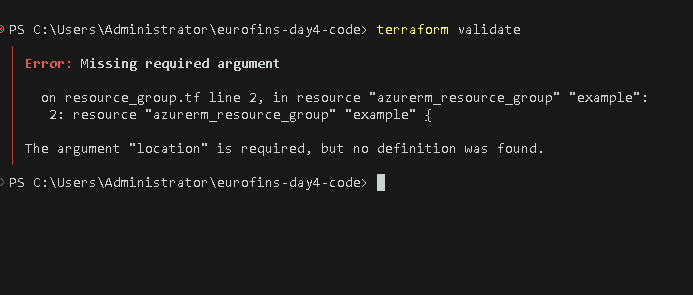 PS C:\Users\Administrator\eurofins-day4-code> terraform validate
Error: Missing required argument
on resource_group.tf line 2, in resource "azurerm_resource_group" "example":
2: resource "azurerm_resource_group" "example" {
The argument "location" is required, but no definition was found.
PS C:\Users\Administrator\eurofins-day4-code>